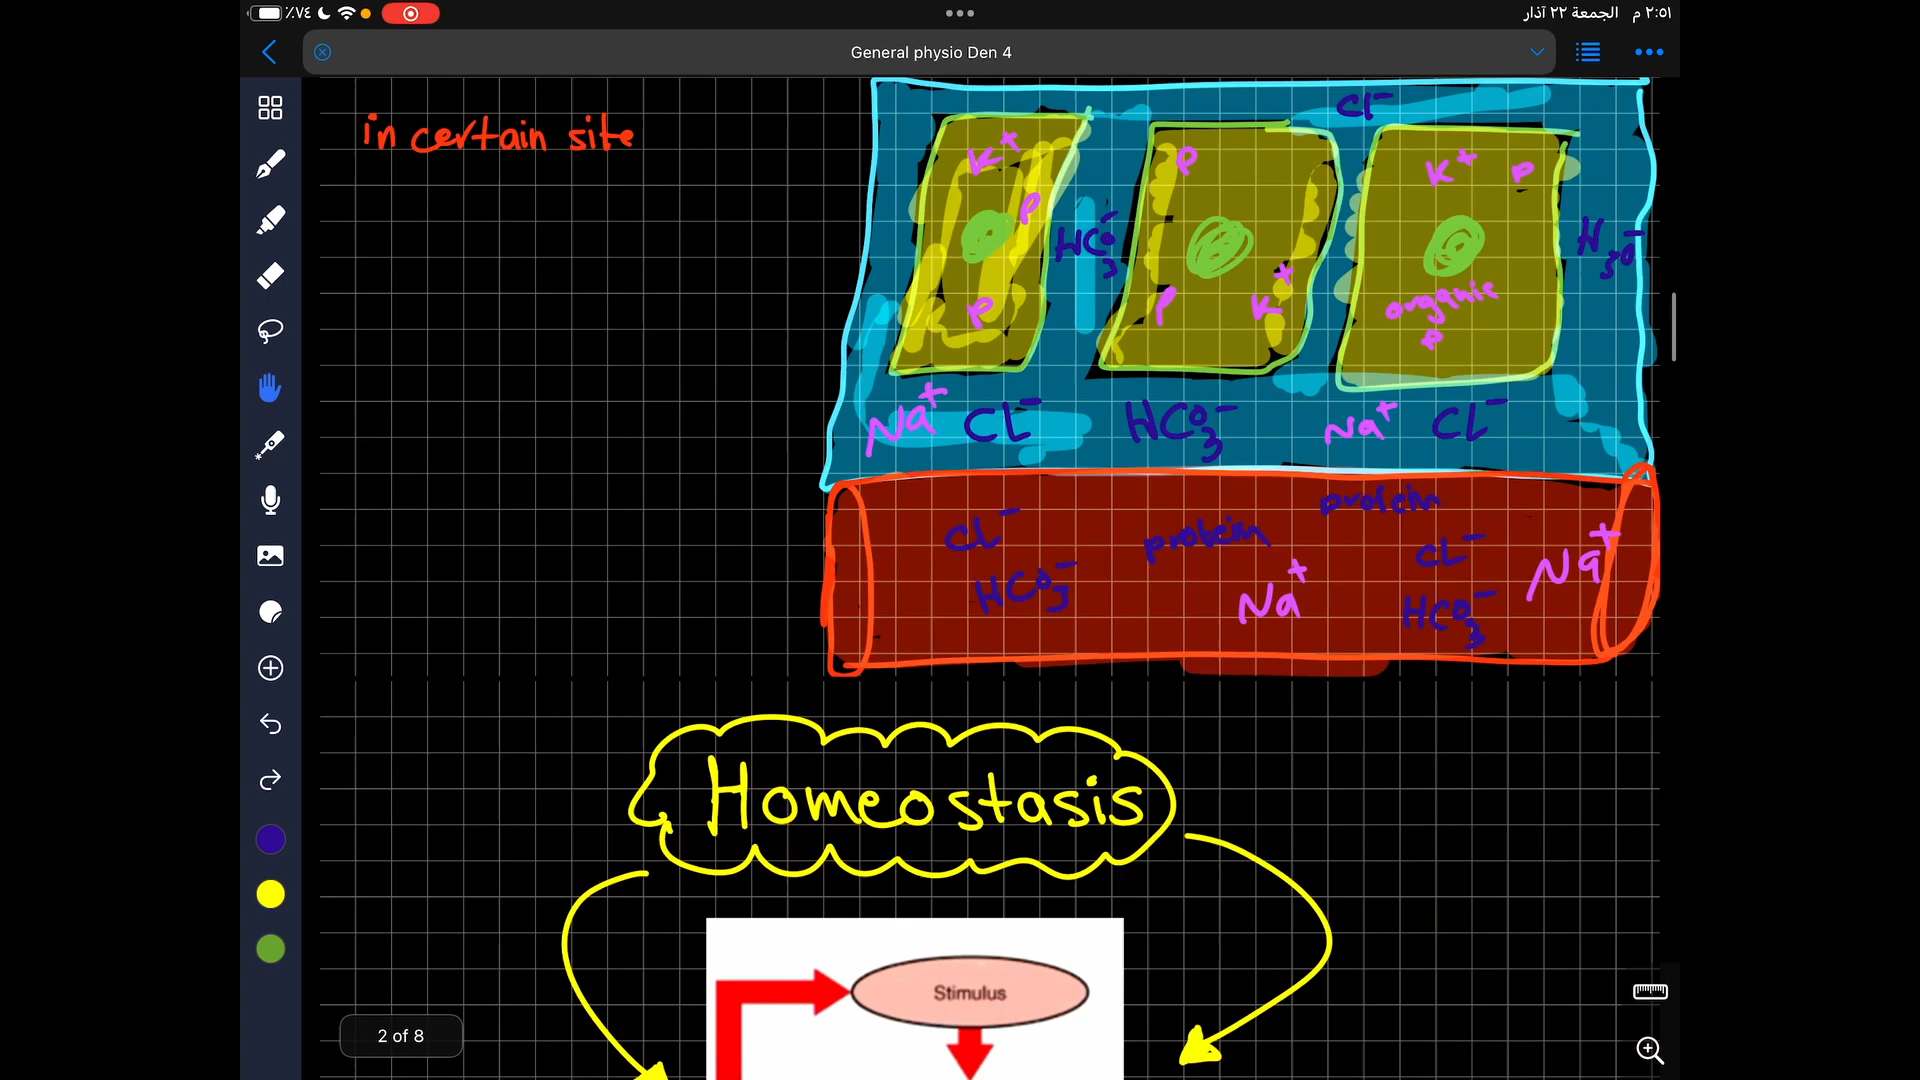 ٪٧٤
٢:٥١ م الجمعة ٢٢ آذار
General physio Den 4
in certain site
Cl⁻
K⁺ P P K⁺ P
HCO₃⁻ H₃O⁻
P P K⁺ organic
P
Na⁺ CL⁻ HCO₃⁻ Na⁺ CL⁻
protein
CL⁻ protein CL⁻ Na⁺
HCO₃⁻ Na⁺ HCO₃⁻
Homeostasis
Stimulus
2 of 8